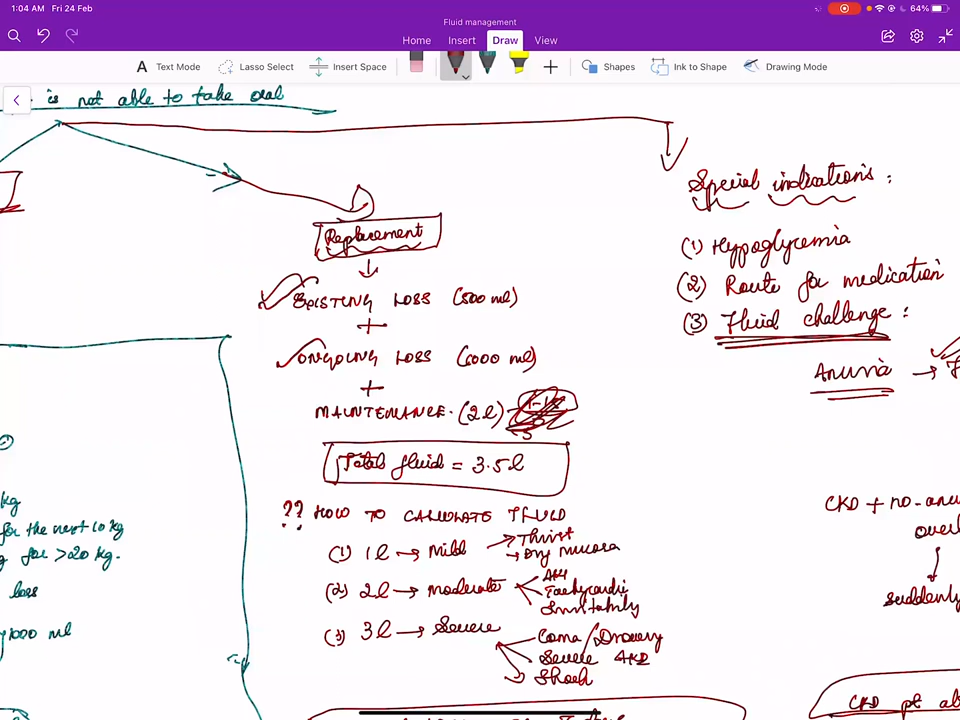 1:04 AM Fri 24 Feb
64%
Fluid management
Home Insert Draw View
Text Mode Lasso Select Insert Space Shapes Ink to Shape Drawing Mode
is not able to take oral
Replacement
EXISTING LOSS (500 ml)
+
ONGOING LOSS (1000 ml)
+
MAINTENANCE. (2l)
Total fluid = 3.5l
?? HOW TO CALCULATE FLUID
(1) 1l → Mild → Thirst
→ Dry mucosa
(2) 2l → moderate AKI
Tachycardia
(3) 3l → Severe Coma / Drowsy
Severe AKI
Shock
Special indications :
(1) Hypoglycemia
(2) Route for medication
(3) Fluid challenge :
Anuria → F
CKD + no-anu
over
suddenly
CKD pt
kg
for the next 10 kg
for >20 kg.
loss
1000 ml